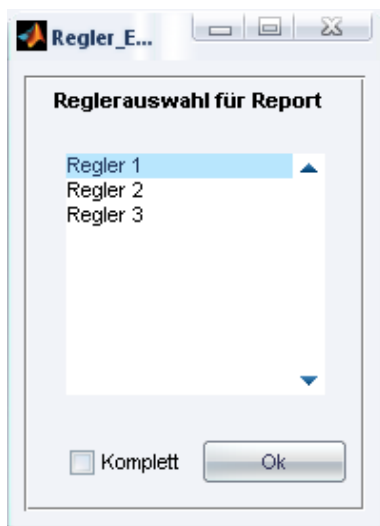 Regler_E...
Reglerauswahl für Report
Regler 1
Regler 2
Regler 3
Komplett
Ok